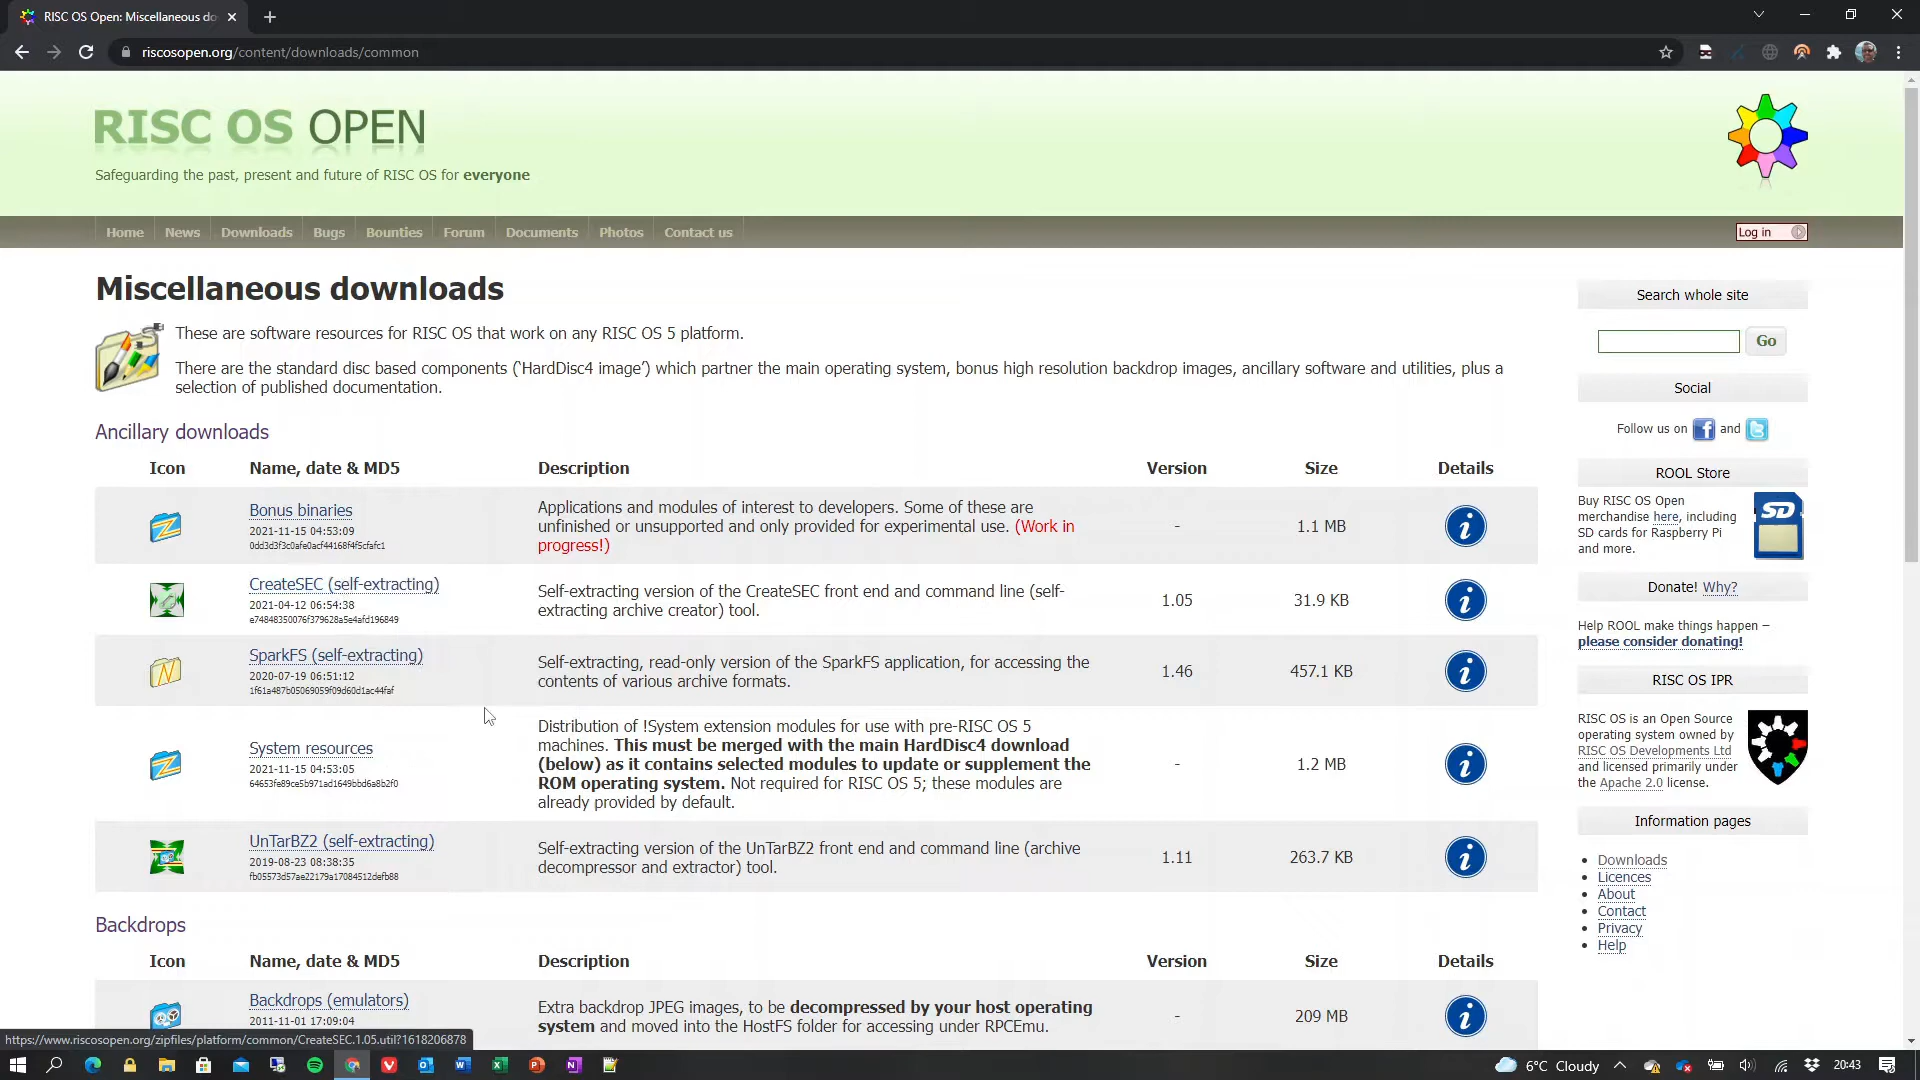 RISC OS Open: Miscellaneous do
riscosopen.org/content/downloads/common
RISC OS OPEN
Safeguarding the past, present and future of RISC OS for everyone
Home News Downloads Bugs Bounties Forum Documents Photos Contact us
Log in
Miscellaneous downloads
These are software resources for RISC OS that work on any RISC OS 5 platform.
There are the standard disc based components (‘HardDisc4 image’) which partner the main operating system, bonus high resolution backdrop images, ancillary software and utilities, plus a
selection of published documentation.
Ancillary downloads
Icon Name, date & MD5 Description Version Size Details
Bonus binaries
2021-11-15 04:53:09
0dd3d3f3c0afe0acf44168f4f5cfafc1
Applications and modules of interest to developers. Some of these are
unfinished or unsupported and only provided for experimental use. (Work in
progress!)
- 1.1 MB
CreateSEC (self-extracting)
2021-04-12 06:54:38
e74848350076f379628a5e4afd196849
Self-extracting version of the CreateSEC front end and command line (self-
extracting archive creator) tool.
1.05 31.9 KB
SparkFS (self-extracting)
2020-07-19 06:51:12
1f61a487b05069059f09d60d1ac44faf
Self-extracting, read-only version of the SparkFS application, for accessing the
contents of various archive formats.
1.46 457.1 KB
System resources
2021-11-15 04:53:05
64653fe89ce5b971ad1649bbd6a8b2f0
Distribution of !System extension modules for use with pre-RISC OS 5
machines. This must be merged with the main HardDisc4 download
(below) as it contains selected modules to update or supplement the
ROM operating system. Not required for RISC OS 5; these modules are
already provided by default.
- 1.2 MB
UnTarBZ2 (self-extracting)
2019-08-23 08:38:35
fb05573d57ae22179a17084512defb88
Self-extracting version of the UnTarBZ2 front end and command line (archive
decompressor and extractor) tool.
1.11 263.7 KB
Backdrops
Icon Name, date & MD5 Description Version Size Details
Backdrops (emulators)
2011-11-01 17:09:04
Extra backdrop JPEG images, to be decompressed by your host operating
system and moved into the HostFS folder for accessing under RPCEmu.
- 209 MB
Search whole site
Go
Social
Follow us on f and t
ROOL Store
Buy RISC OS Open
merchandise here, including
SD cards for Raspberry Pi
and more.
SD
Donate! Why?
Help ROOL make things happen –
please consider donating!
RISC OS IPR
RISC OS is an Open Source
operating system owned by
RISC OS Developments Ltd
and licensed primarily under
the Apache 2.0 license.
Information pages
Downloads
Licences
About
Contact
Privacy
Help
https://www.riscosopen.org/zipfiles/platform/common/CreateSEC.1.05.util?1618206878
6°C Cloudy
20:43